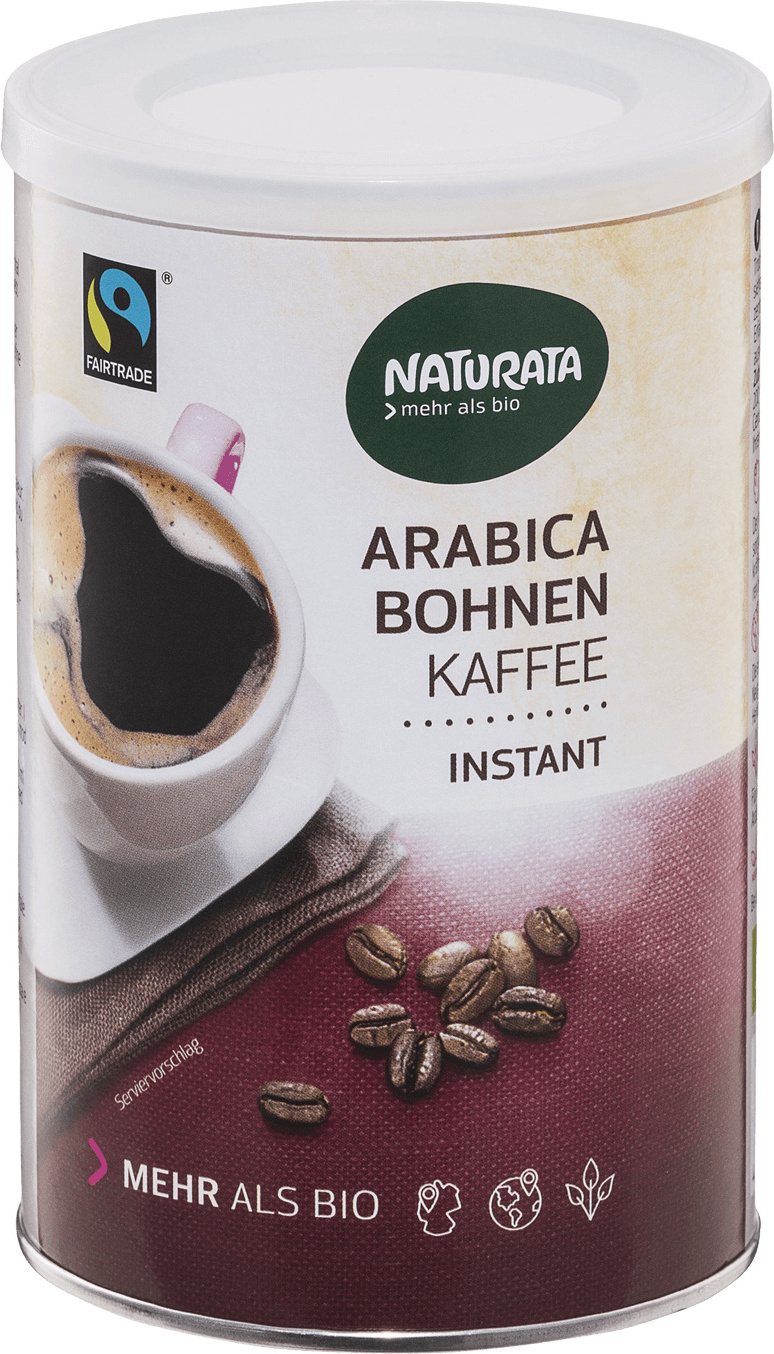 FAIRTRADE
®
NATURATA
mehr als bio
ARABICA
BOHNEN
KAFFEE
INSTANT
Serviervorschlag
MEHR ALS BIO